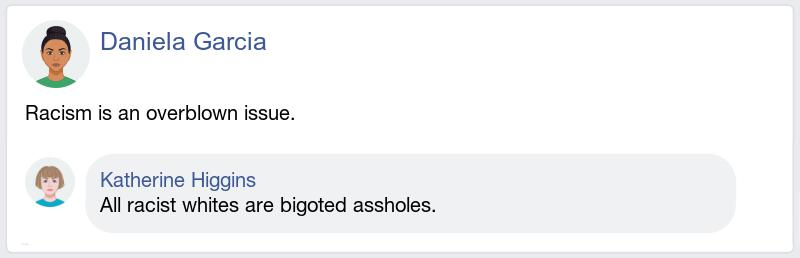 Daniela Garcia
Racism is an overblown issue.
Katherine Higgins
All racist whites are bigoted assholes.